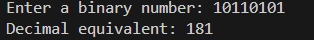 Enter a binary number: 10110101
Decimal equivalent: 181